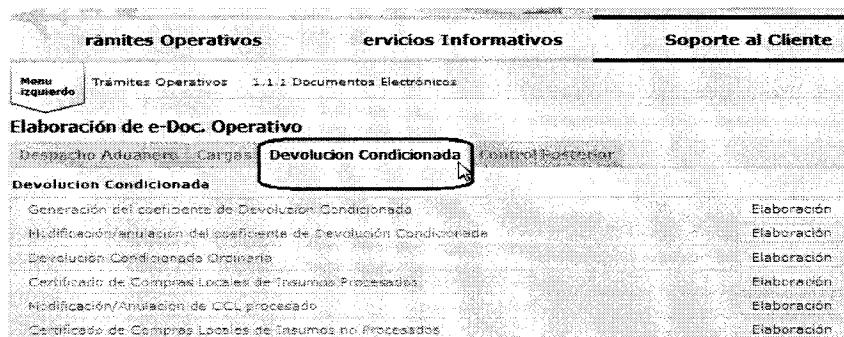 rámites Operativos ervicios Informativos Soporte al Cliente
Menu izquierdo Trámites Operativos 1.1.1 Documentos Electrónicos
Elaboración de e-Doc. Operativo
Despacho Aduanero Cargas Devolucion Condicionada Control Posterior
Devolucion Condicionada
Generación del coeficiente de Devolución Condicionada Elaboración
Modificación/anulación del coeficiente de Devolución Condicionada Elaboración
Devolución Condicionada Ordinaria Elaboración
Certificado de Compras Locales de Insumos Procesados Elaboración
Modificación/Anulación de CCL procesado Elaboración
Certificado de Compras Locales de Insumos no Procesados Elaboración